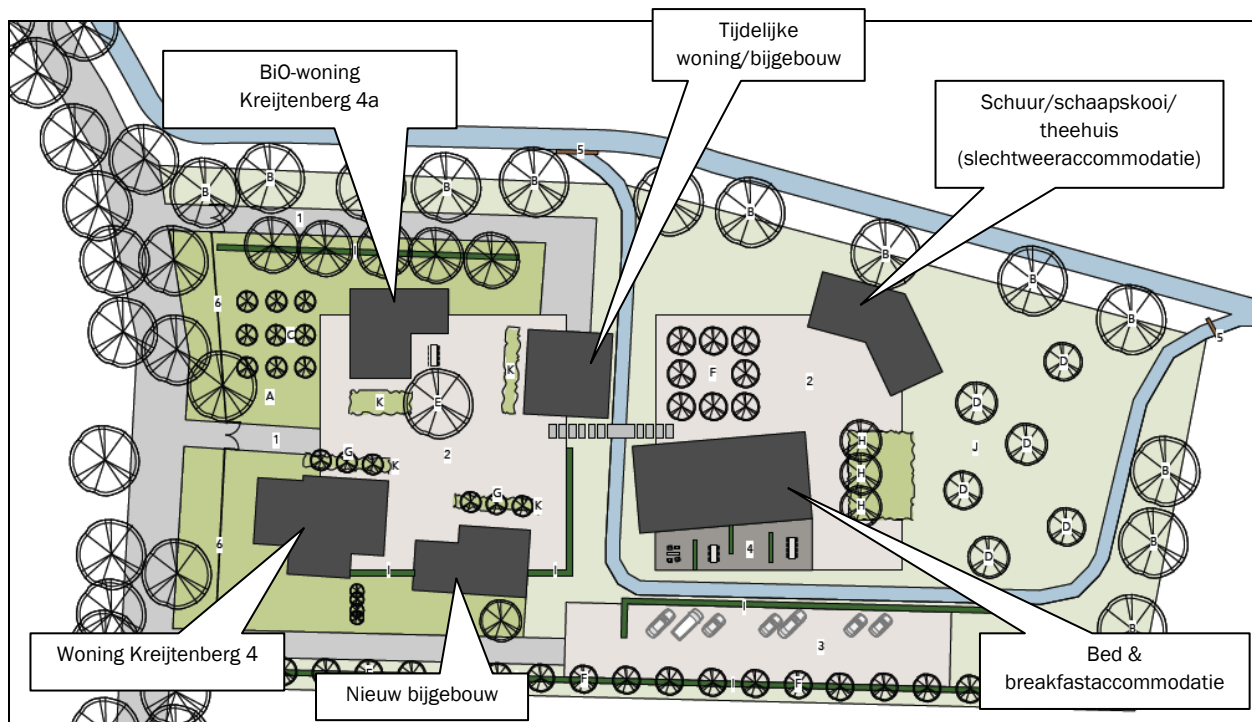 Tijdelijke
woning/bijgebouw
BiO-woning
Kreijtenberg 4a
Schuur/schaapskooi/
theehuis
(slechtweeraccommodatie)
5
B
B
B
B
B
B
B
B
B
1
I
6
C
A
K
K
E
F
2
D
D
D
D
D
D
5
J
H
H
H
1
2
G
K
G
K
B
B
B
4
6
I
I
I
3
F
F
I
Woning Kreijtenberg 4
Nieuw bijgebouw
Bed &
breakfastaccommodatie